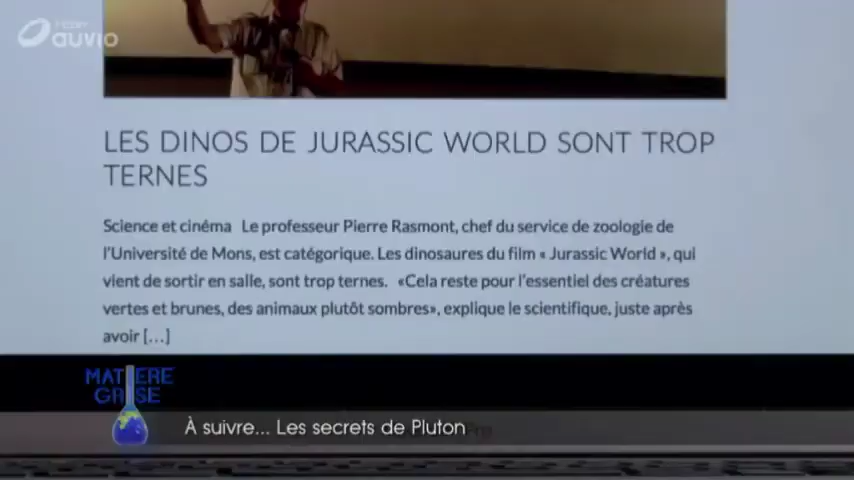 auvio
LES DINOS DE JURASSIC WORLD SONT TROP
TERNES
Science et cinéma Le professeur Pierre Rasmont, chef du service de zoologie de
l'Université de Mons, est catégorique. Les dinosaures du film « Jurassic World », qui
vient de sortir en salle, sont trop ternes. «Cela reste pour l'essentiel des créatures
vertes et brunes, des animaux plutôt sombres», explique le scientifique, juste après
avoir [...]
MATIERE
GRISE
À suivre... Les secrets de Pluton